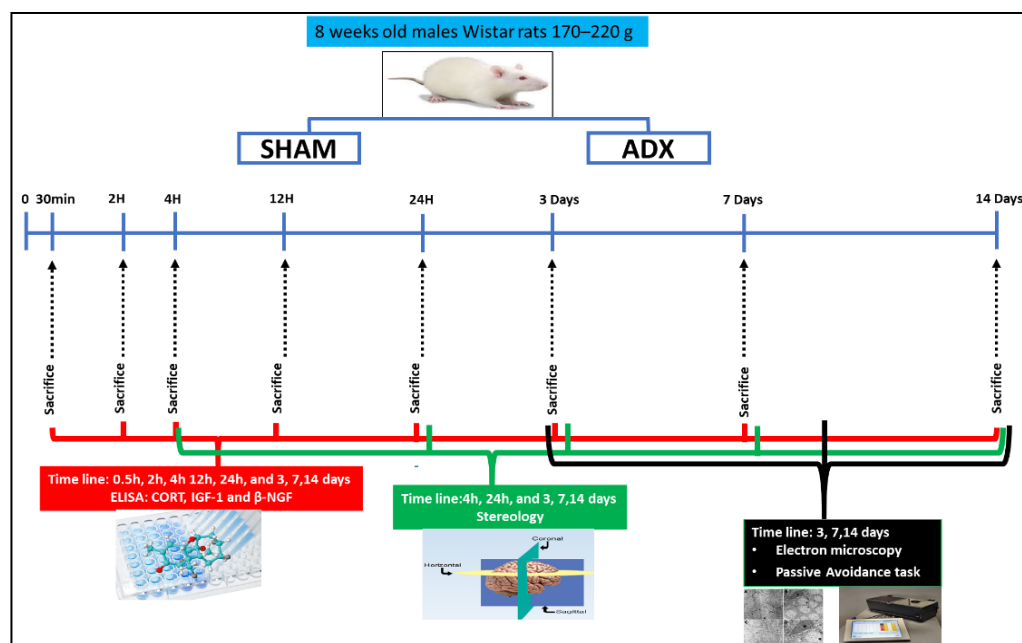 8 weeks old males Wistar rats 170–220 g
SHAM
ADX
0 30min 2H 4H 12H 24H 3 Days 7 Days 14 Days
Sacrifice
Sacrifice
Sacrifice
Sacrifice
Sacrifice
Sacrifice
Sacrifice
Sacrifice
Time line: 0.5h, 2h, 4h 12h, 24h, and 3, 7,14 days
ELISA: CORT, IGF-1 and β-NGF
Time line:4h, 24h, and 3, 7,14 days
Stereology
Coronel
Horizontal
Sagittal
Time line: 3, 7,14 days
• Electron microscopy
• Passive Avoidance task